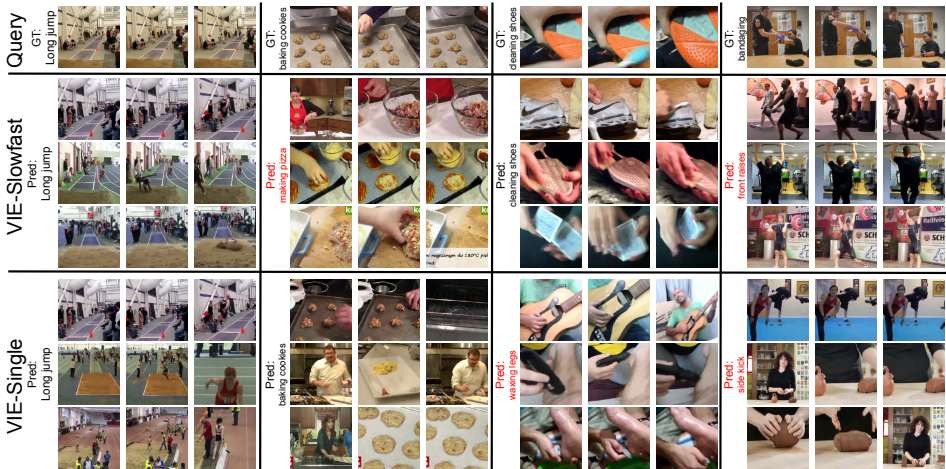 Query
GT:
Long jump
GT:
baking cookies
GT:
cleaning shoes
GT:
bandaging
VIE-Slowfast
Pred:
Long jump
Pred:
making pizza
Pred:
cleaning shoes
Pred:
front raises
VIE-Single
Pred:
Long jump
Pred:
baking cookies
Pred:
waxing legs
Pred:
side kick